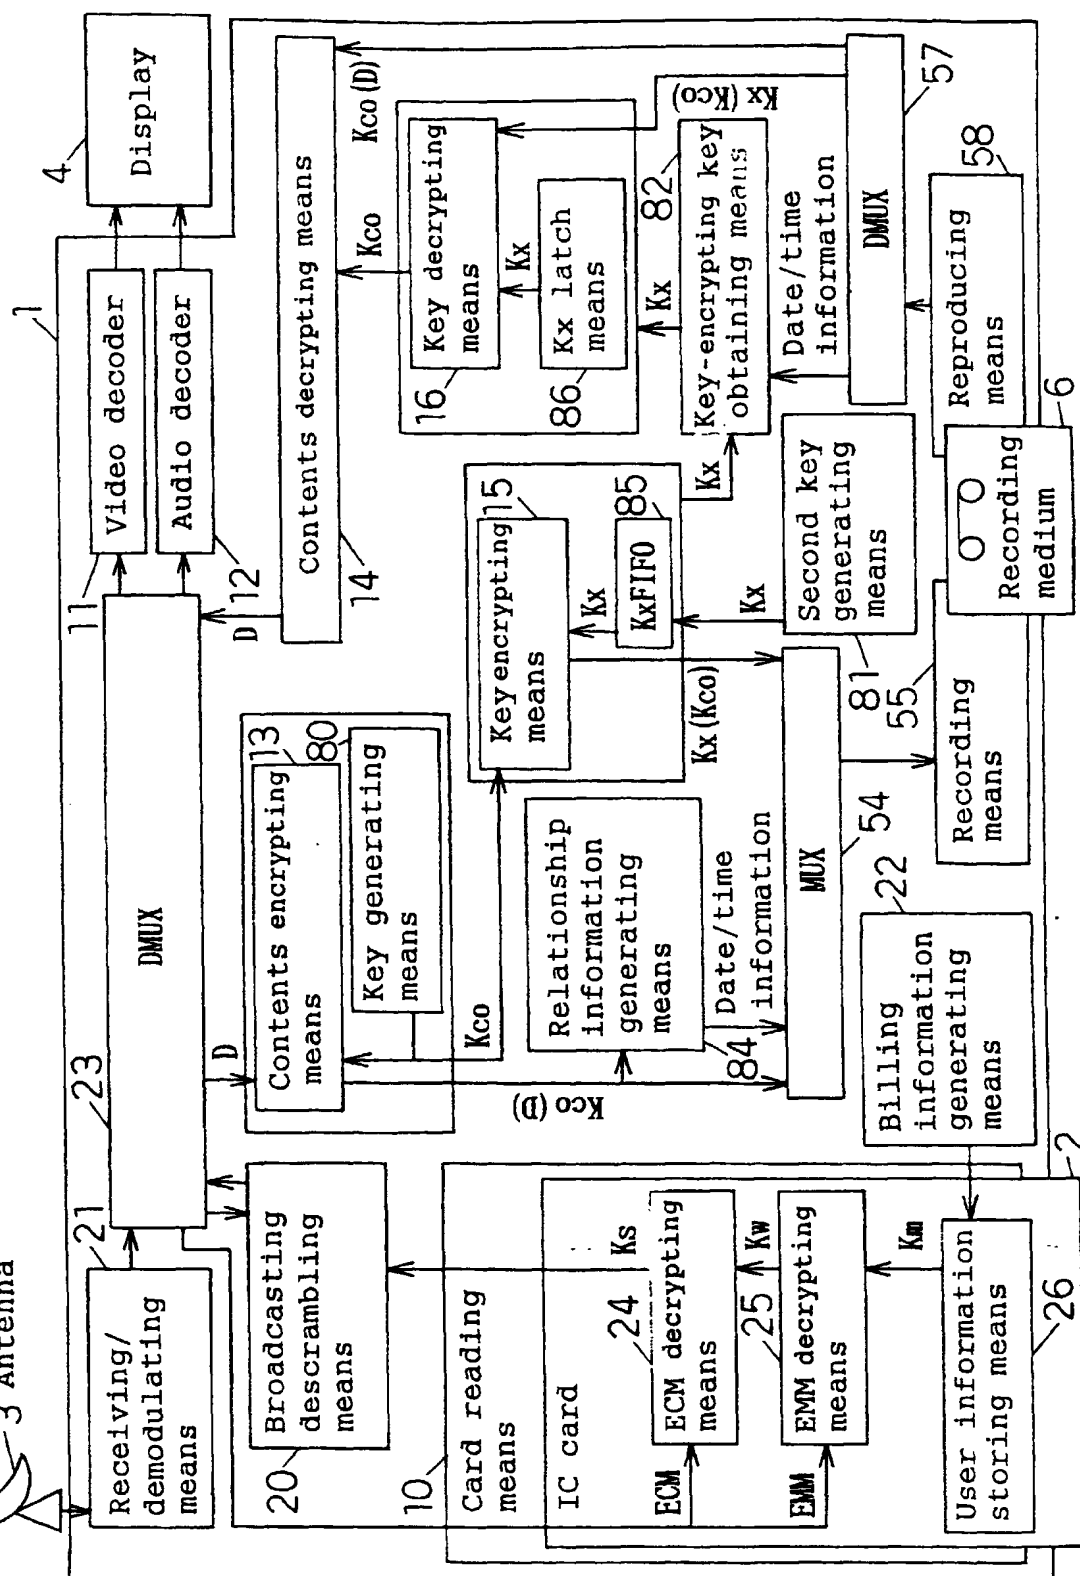 3 Antenna
Receiving/
demodulating
means
21
23
DMUX
11
Video decoder
Audio decoder
12
1
4
Display
20
Broadcasting
descrambling
means
D
Contents encrypting
means
13
80
Key generating
means
Kco
D
Contents decrypting means
14
Kco
Kco(D)
10
Card reading
means
IC card
Ks
24
ECM decrypting
means
ECM
Kw
25
EMM decrypting
means
EMM
Km
User information
storing means
26
2
Kco(D)
Relationship
information
generating
means
84
Date/time
information
Key encrypting
means
15
Kx
KxFIFO
85
Kx
Kx(Kco)
Kx
Key decrypting
means
16
Kx
Kx latch
means
86
Kx
82
Key-encrypting key
obtaining means
Kx(Kco)
Date/time
information
Second key
generating
means
81
MUX
54
DMUX
57
Billing
information
generating
means
22
Recording
means
55
Recording
medium
6
Reproducing
means
58